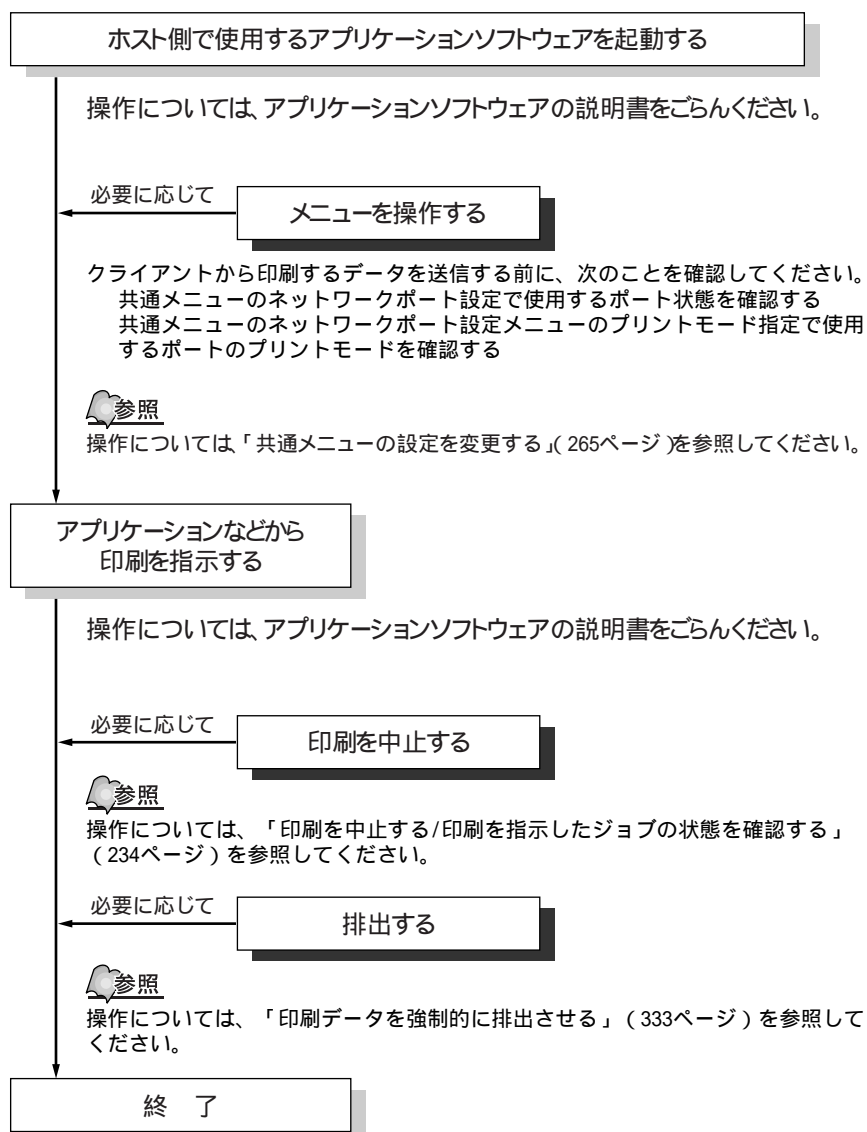 ホスト側で使用するアプリケーションソフトウェアを起動する
操作については、アプリケーションソフトウェアの説明書をごらんください。
必要に応じて
メニューを操作する
クライアントから印刷するデータを送信する前に、次のことを確認してください。
共通メニューのネットワークポート設定で使用するポート状態を確認する
共通メニューのネットワークポート設定メニューのプリントモード指定で使用
するポートのプリントモードを確認する
参照
操作については、「共通メニューの設定を変更する」(265ページ)を参照してください。
アプリケーションなどから
印刷を指示する
操作については、アプリケーションソフトウェアの説明書をごらんください。
必要に応じて
印刷を中止する
参照
操作については、「印刷を中止する/印刷を指示したジョブの状態を確認する」
(234ページ)を参照してください。
必要に応じて
排出する
参照
操作については、「印刷データを強制的に排出させる」(333ページ)を参照して
ください。
終 了